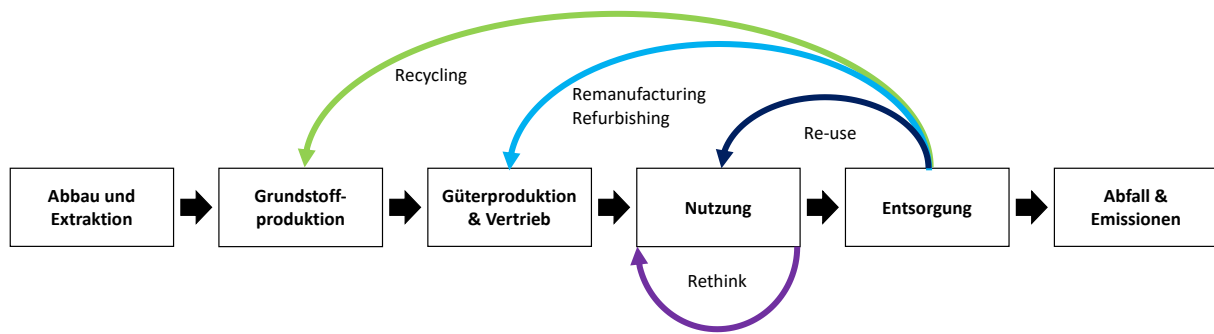 Recycling
Remanufacturing
Refurbishing
Re-use
Abbau und
Extraktion
Grundstoff-
produktion
Güterproduktion
& Vertrieb
Nutzung
Entsorgung
Abfall &
Emissionen
Rethink